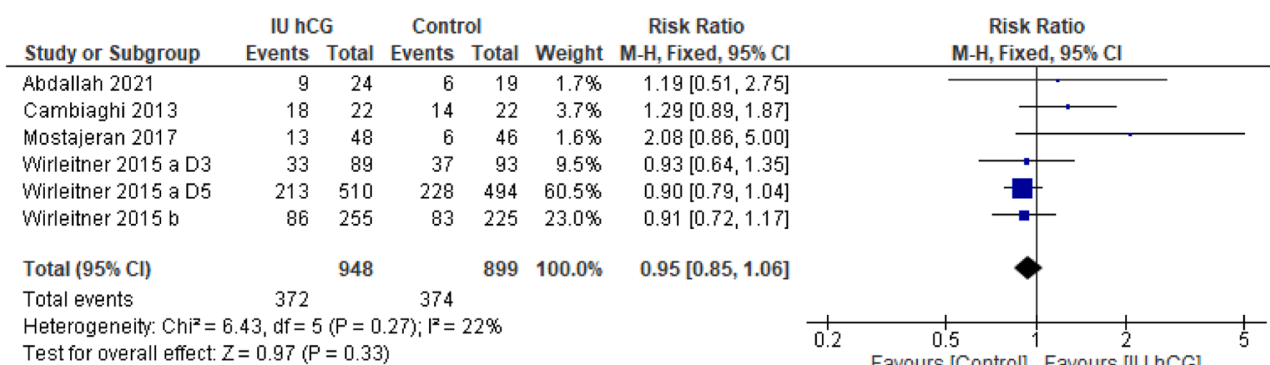 IU hCG Control Risk Ratio Risk Ratio
Study or Subgroup Events Total Events Total Weight M-H, Fixed, 95% CI M-H, Fixed, 95% CI
Abdallah 2021 9 24 6 19 1.7% 1.19 [0.51, 2.75]
Cambiaghi 2013 18 22 14 22 3.7% 1.29 [0.89, 1.87]
Mostajeran 2017 13 48 6 46 1.6% 2.08 [0.86, 5.00]
Wirleitner 2015 a D3 33 89 37 93 9.5% 0.93 [0.64, 1.35]
Wirleitner 2015 a D5 213 510 228 494 60.5% 0.90 [0.79, 1.04]
Wirleitner 2015 b 86 255 83 225 23.0% 0.91 [0.72, 1.17]
Total (95% CI) 948 899 100.0% 0.95 [0.85, 1.06]
Total events 372 374
Heterogeneity: Chi² = 6.43, df = 5 (P = 0.27); I² = 22%
Test for overall effect: Z = 0.97 (P = 0.33)
0.2 0.5 1 2 5
Favours [Control] Favours [IU hCG]